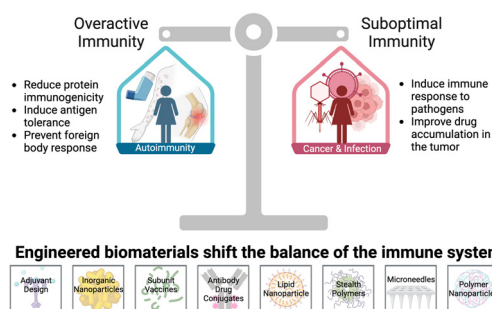 Overactive
Immunity
Suboptimal
Immunity
• Reduce protein
immunogenicity
• Induce antigen
tolerance
• Prevent foreign
body response
Autoimmunity
Cancer & Infection
• Induce immune
response to
pathogens
• Improve drug
accumulation in
the tumor
Engineered biomaterials shift the balance of the immune system
Adjuvant
Design
Inorganic
Nanoparticles
Subunit
Vaccines
Antibody
Drug
Conjugates
Lipid
Nanoparticle
Stealth
Polymers
Microneedles
Polymer
Nanoparticle